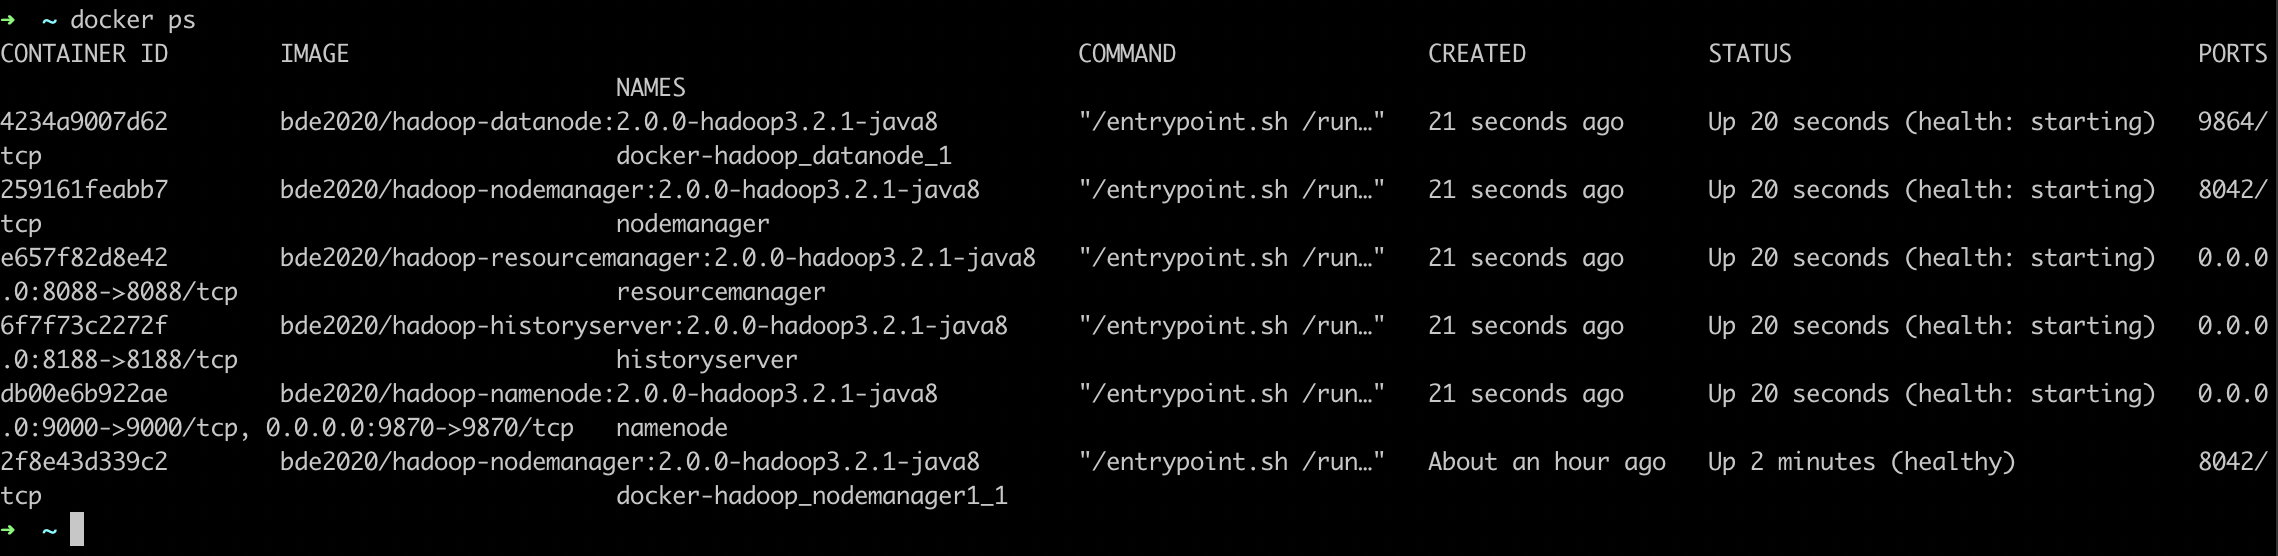 ➜  ~ docker ps
CONTAINER ID        IMAGE                                                    COMMAND                  CREATED             STATUS                             PORTS
                                            NAMES
4234a9007d62        bde2020/hadoop-datanode:2.0.0-hadoop3.2.1-java8          "/entrypoint.sh /run…"   21 seconds ago      Up 20 seconds (health: starting)   9864/
tcp                                         docker-hadoop_datanode_1
259161feabb7        bde2020/hadoop-nodemanager:2.0.0-hadoop3.2.1-java8       "/entrypoint.sh /run…"   21 seconds ago      Up 20 seconds (health: starting)   8042/
tcp                                         nodemanager
e657f82d8e42        bde2020/hadoop-resourcemanager:2.0.0-hadoop3.2.1-java8   "/entrypoint.sh /run…"   21 seconds ago      Up 20 seconds (health: starting)   0.0.0
.0:8088->8088/tcp                           resourcemanager
6f7f73c2272f        bde2020/hadoop-historyserver:2.0.0-hadoop3.2.1-java8     "/entrypoint.sh /run…"   21 seconds ago      Up 20 seconds (health: starting)   0.0.0
.0:8188->8188/tcp                           historyserver
db00e6b922ae        bde2020/hadoop-namenode:2.0.0-hadoop3.2.1-java8          "/entrypoint.sh /run…"   21 seconds ago      Up 20 seconds (health: starting)   0.0.0
.0:9000->9000/tcp, 0.0.0.0:9870->9870/tcp   namenode
2f8e43d339c2        bde2020/hadoop-nodemanager:2.0.0-hadoop3.2.1-java8       "/entrypoint.sh /run…"   About an hour ago   Up 2 minutes (healthy)             8042/
tcp                                         docker-hadoop_nodemanager1_1
➜  ~